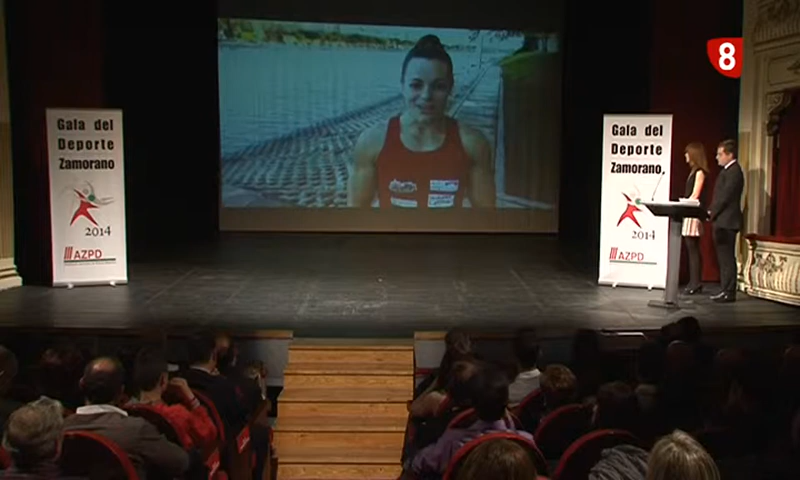 8
Gala del
Deporte
Zamorano
2014
AZPD
Gala del
Deporte
Zamorano,
2014
AZPD